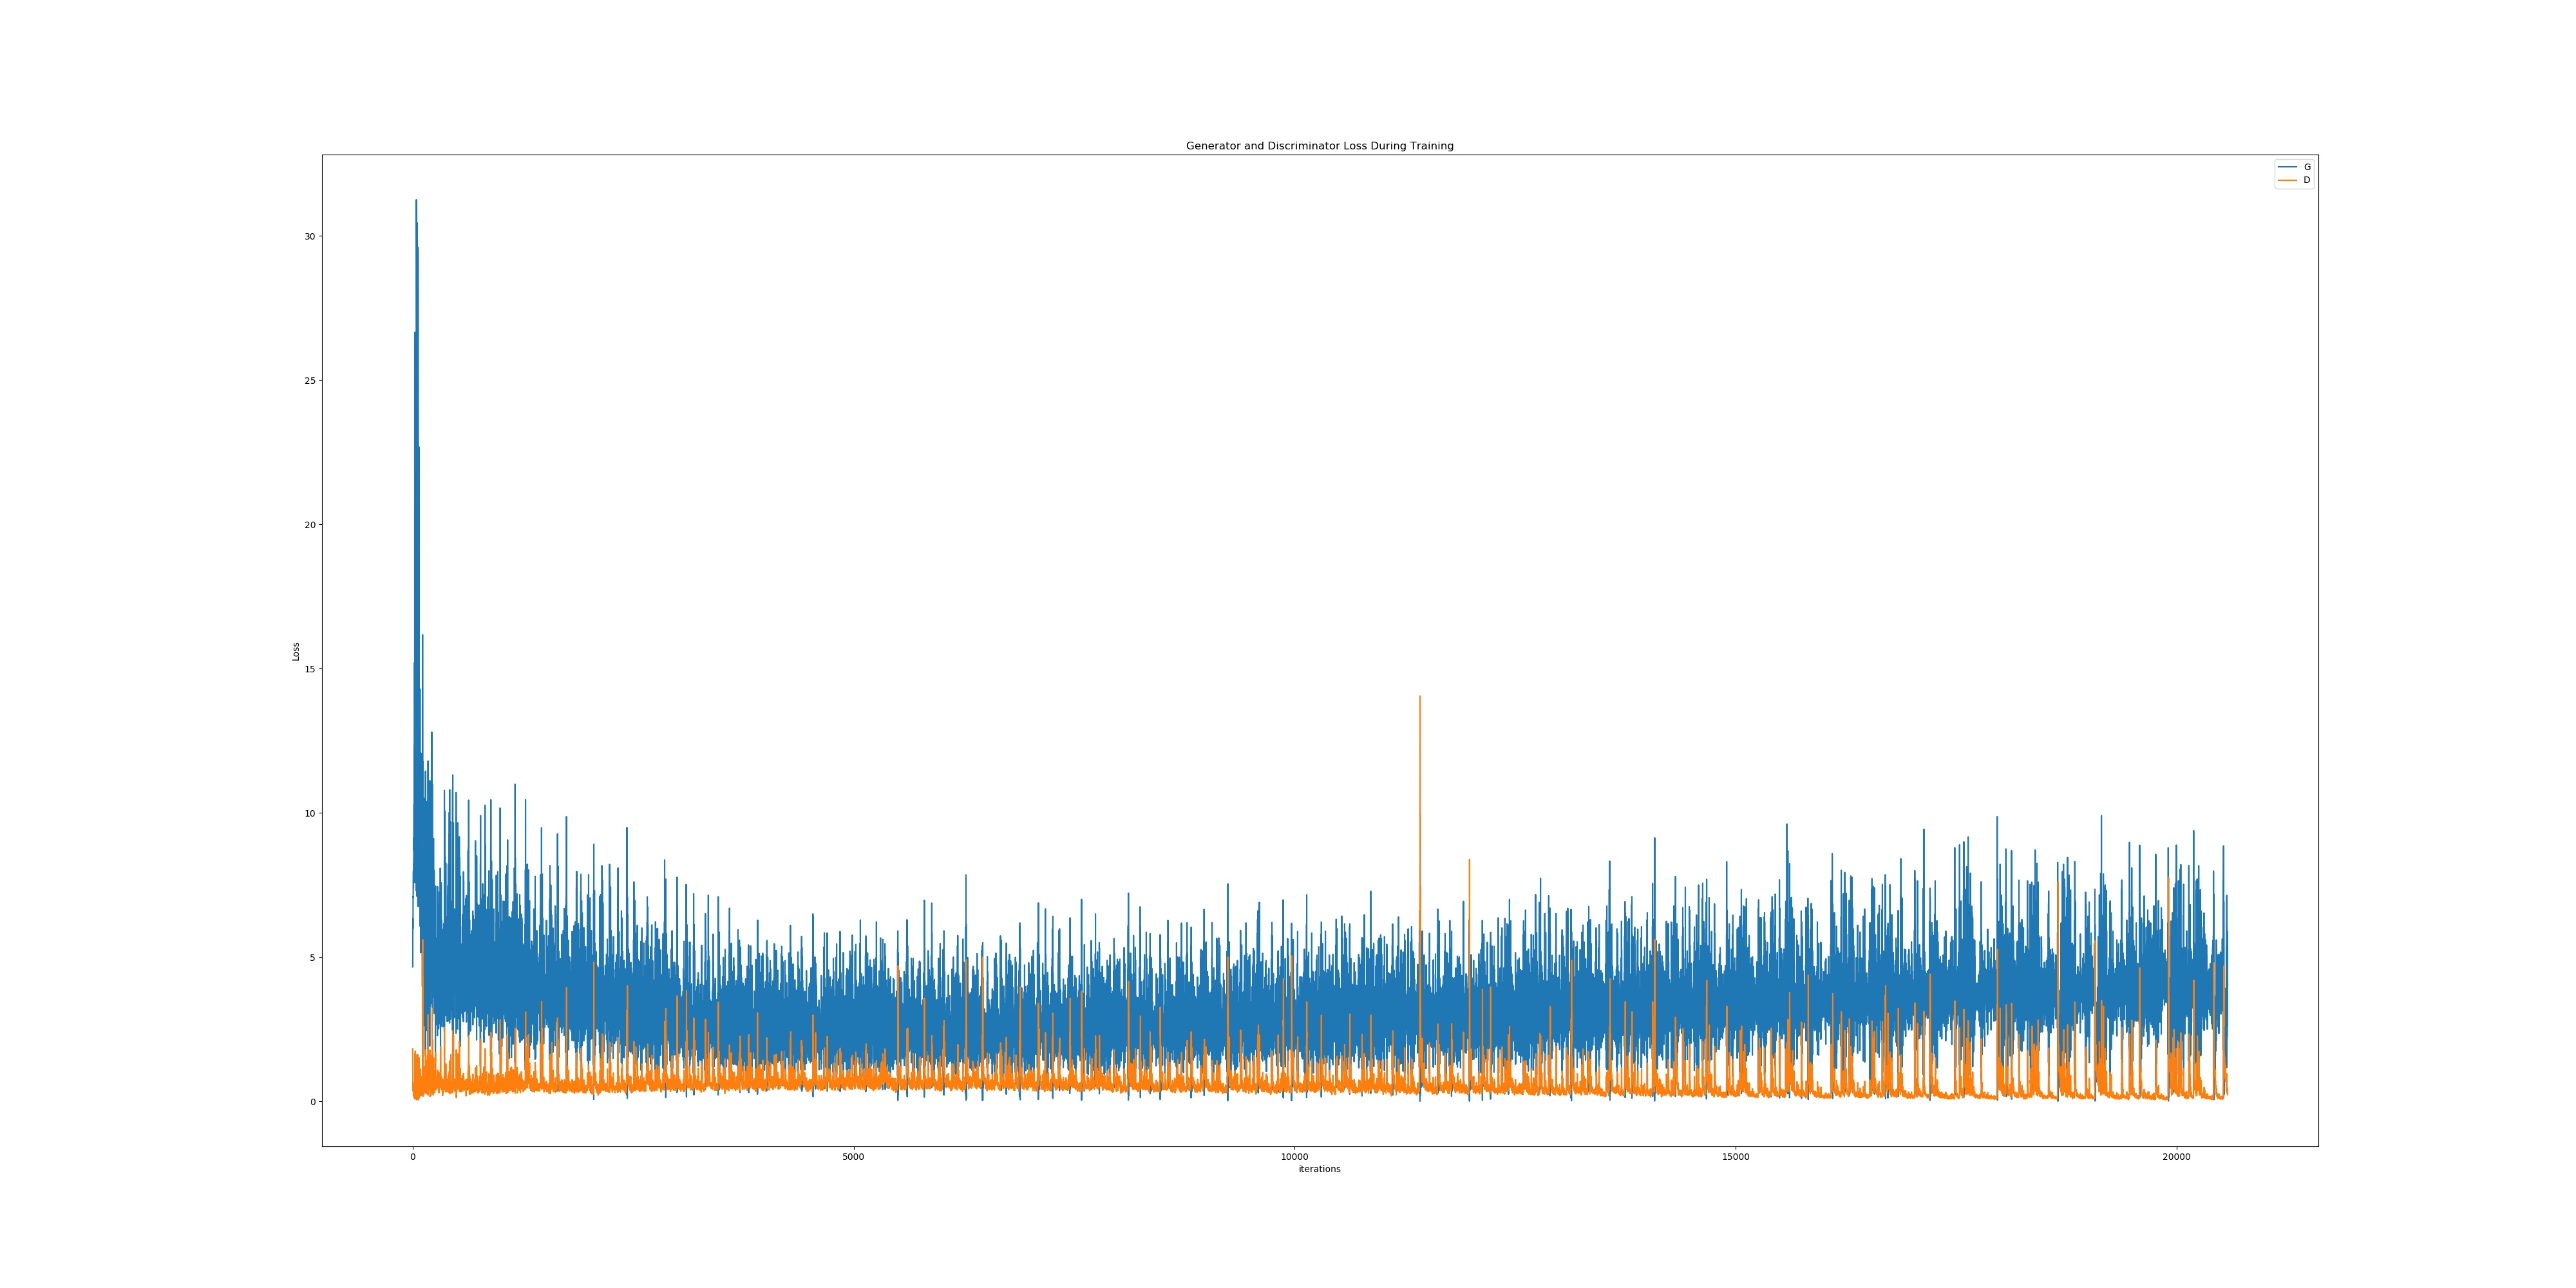 Generator and Discriminator Loss During Training
G
D
30
25
20
15
10
5
0
Loss
0 5000 10000 15000 20000
iterations